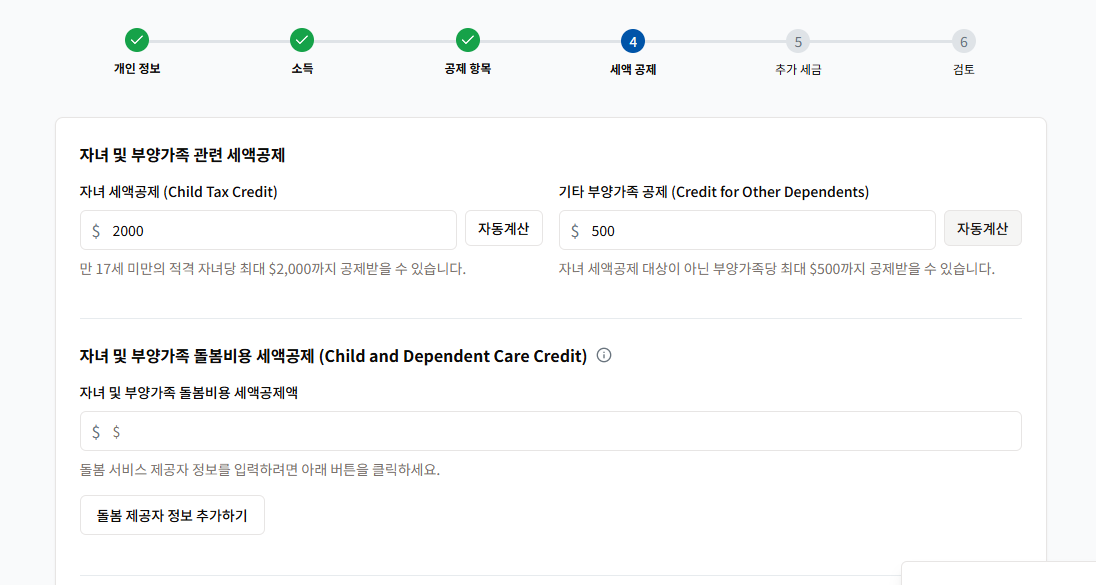 4 5 6
개인 정보 소득 공제 항목 세액 공제 추가 세금 검토
자녀 및 부양가족 관련 세액공제
자녀 세액공제 (Child Tax Credit)
$ 2000 자동계산
만 17세 미만의 적격 자녀당 최대 $2,000까지 공제받을 수 있습니다.
기타 부양가족 공제 (Credit for Other Dependents)
$ 500 자동계산
자녀 세액공제 대상이 아닌 부양가족당 최대 $500까지 공제받을 수 있습니다.
자녀 및 부양가족 돌봄비용 세액공제 (Child and Dependent Care Credit)
자녀 및 부양가족 돌봄비용 세액공제액
$ $
돌봄 서비스 제공자 정보를 입력하려면 아래 버튼을 클릭하세요.
돌봄 제공자 정보 추가하기